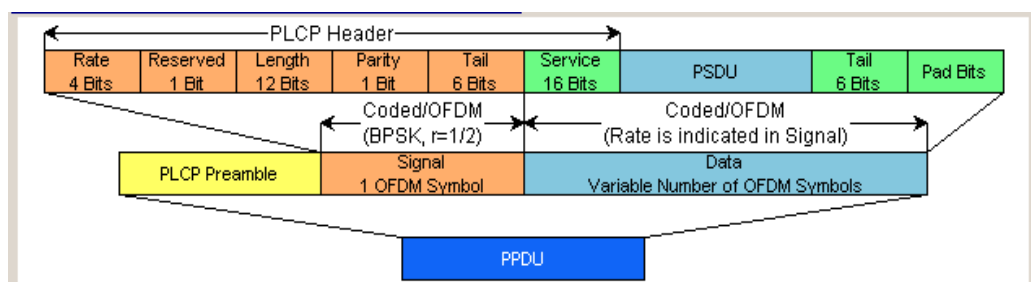 PLCP Header
Rate Reserved Length Parity Tail Service PSDU Tail Pad Bits
4 Bits 1 Bit 12 Bits 1 Bit 6 Bits 16 Bits 6 Bits
Coded/OFDM Coded/OFDM
(BPSK, r=1/2) (Rate is indicated in Signal)
PLCP Preamble Signal Data
1 OFDM Symbol Variable Number of OFDM Symbols
PPDU